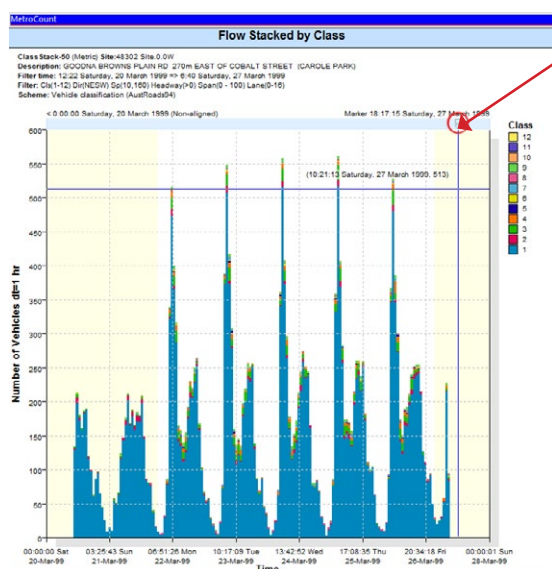 MetroCount
Flow Stacked by Class
ClassStack-50 (Metric) Site:48302 Site.0.0W
Description: GOODNA BROWNS PLAIN RD 270m EAST OF COBALT STREET (CAROLE PARK)
Filter time: 12:22 Saturday, 20 March 1999 => 6:40 Saturday, 27 March 1999
Filter: Cls(1-12) Dir(NESW) Sp(10,160) Headway(>0) Span(0 - 100) Lane(0-16)
Scheme: Vehicle classification (AustRoads94)
< 0:00:00 Saturday, 20 March 1999 (Non-aligned) Marker 18:17:15 Saturday, 27 March 1999
Class
12
11
10
9
8
7
6
5
4
3
2
1
(10:21:13 Saturday, 27 March 1999, 513)
Number of Vehicles dt=1 hr
600
550
500
450
400
350
300
250
200
150
100
50
0
00:00:00 Sat 03:25:43 Sun 06:51:26 Mon 10:17:09 Tue 13:42:52 Wed 17:08:35 Thu 20:34:18 Fri 00:00:01 Sun
20-Mar-99 21-Mar-99 22-Mar-99 23-Mar-99 24-Mar-99 25-Mar-99 26-Mar-99 28-Mar-99
Time